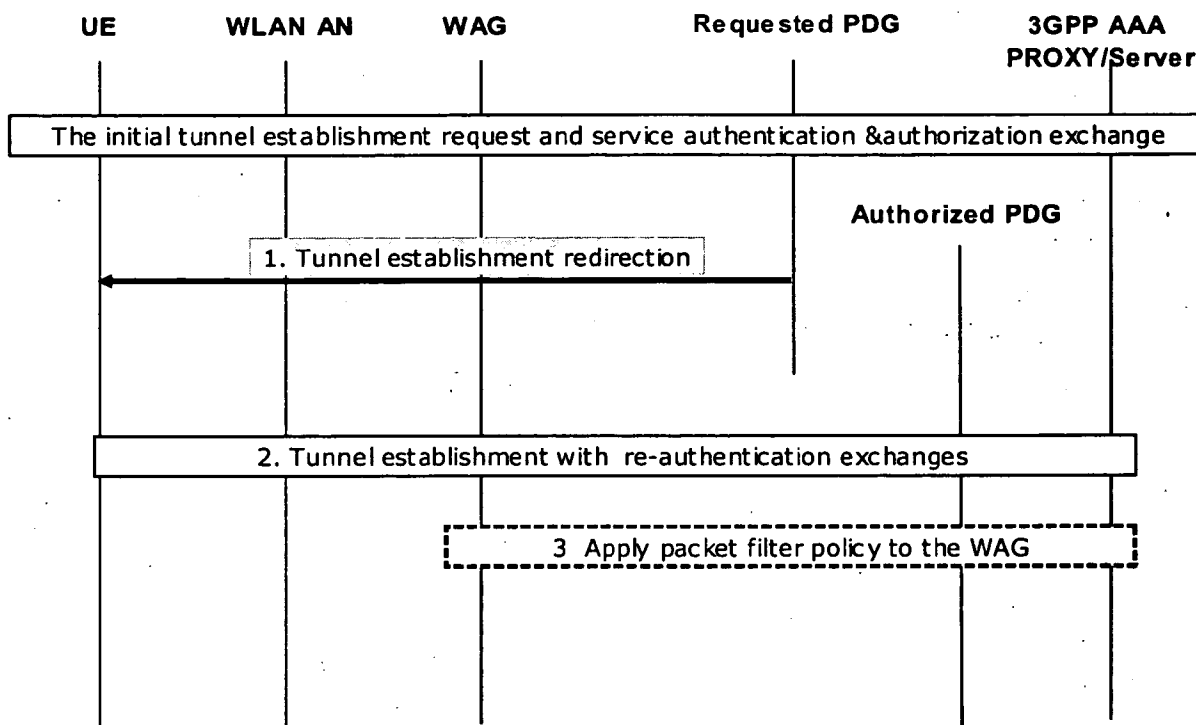 UE WLAN AN WAG Requested PDG 3GPP AAA
PROXY/Server
The initial tunnel establishment request and service authentication &authorization exchange
Authorized PDG
1. Tunnel establishment redirection
2. Tunnel establishment with re-authentication exchanges
3 Apply packet filter policy to the WAG